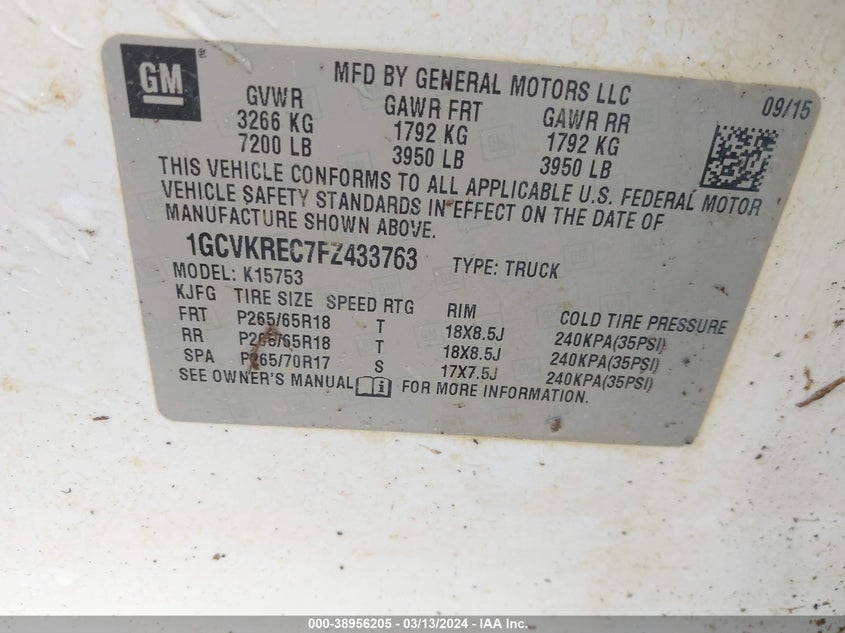 GM
®
MFD BY GENERAL MOTORS LLC
09/15
GVWR GAWR FRT GAWR RR
3266 KG 1792 KG 1792 KG
7200 LB 3950 LB 3950 LB
THIS VEHICLE CONFORMS TO ALL APPLICABLE U.S. FEDERAL MOTOR
VEHICLE SAFETY STANDARDS IN EFFECT ON THE DATE OF
MANUFACTURE SHOWN ABOVE.
1GCVKREC7FZ433763 TYPE: TRUCK
MODEL: K15753
KJFG TIRE SIZE SPEED RTG RIM COLD TIRE PRESSURE
FRT P265/65R18 T 18X8.5J 240KPA(35PSI)
RR P265/65R18 T 18X8.5J 240KPA(35PSI)
SPA P265/70R17 S 17X7.5J 240KPA(35PSI)
SEE OWNER'S MANUAL FOR MORE INFORMATION.
000-38956205 - 03/13/2024 - IAA Inc.